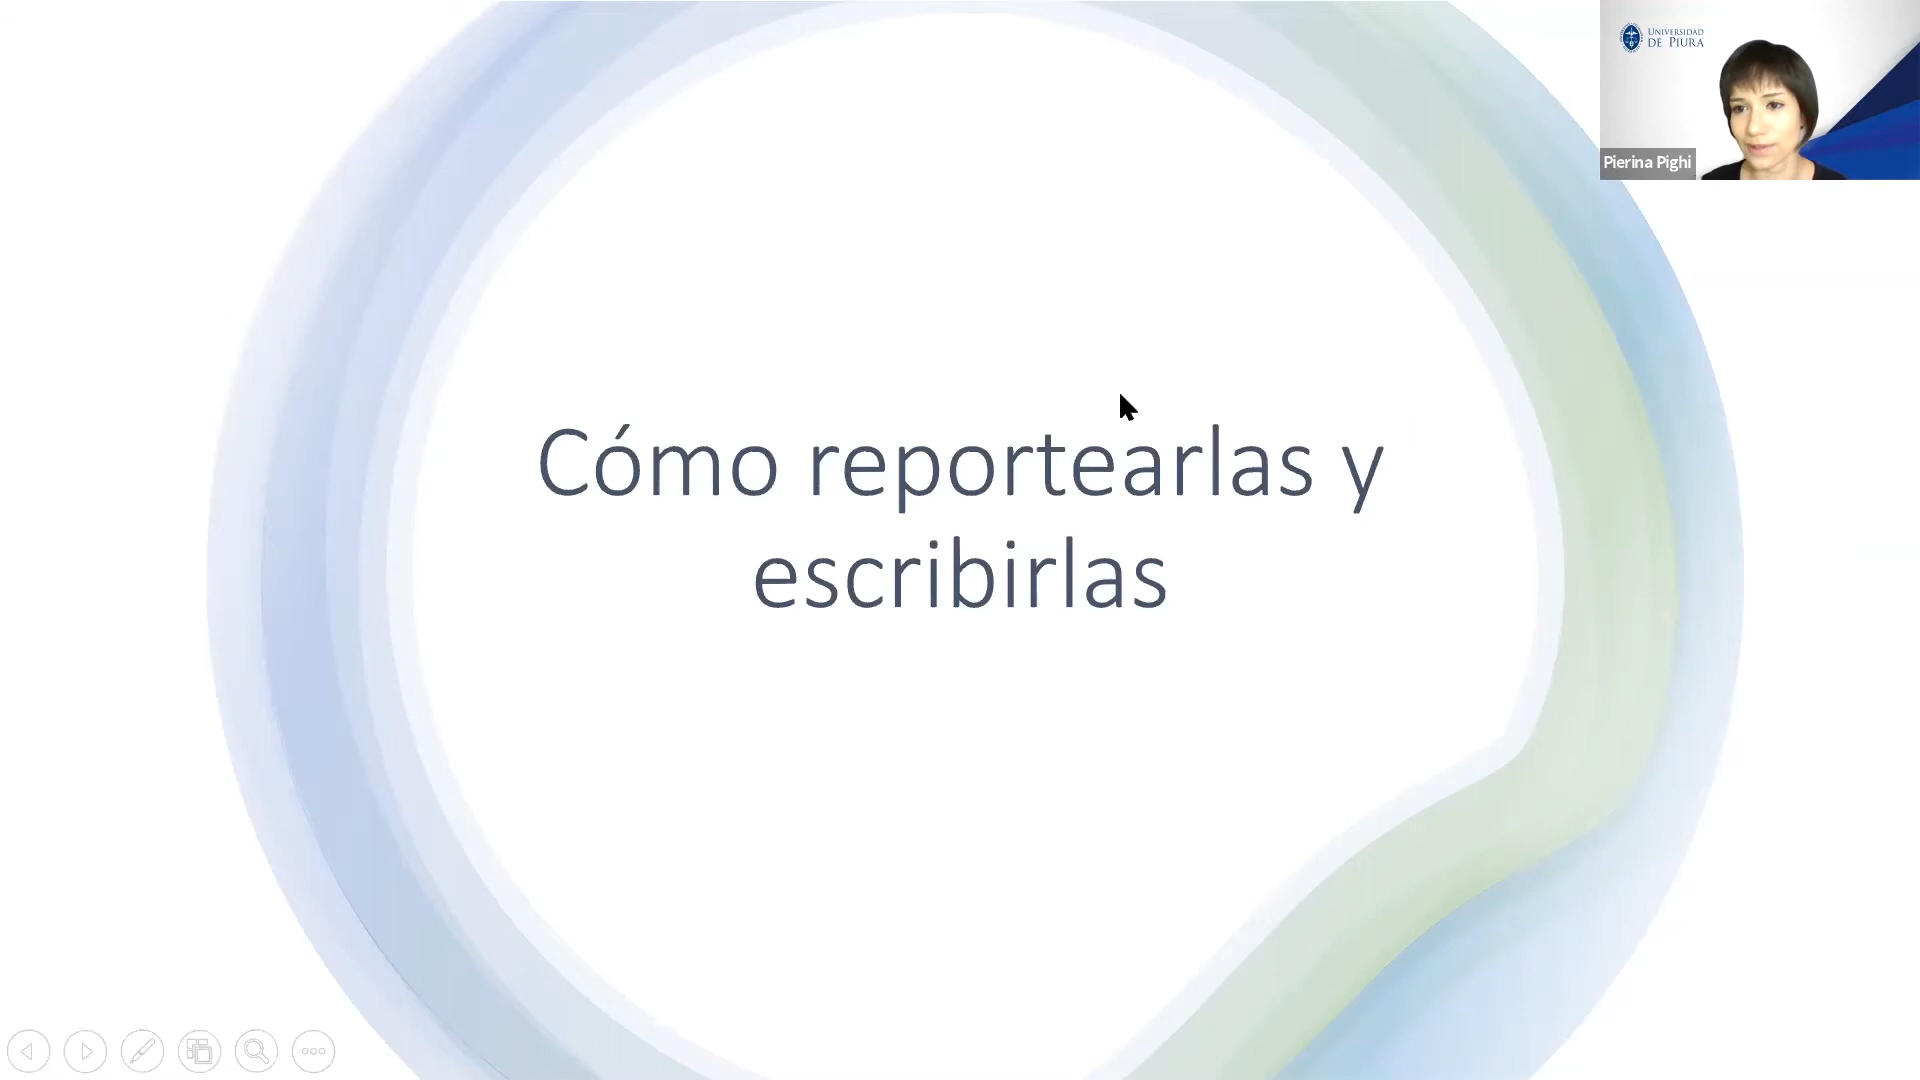 UNIVERSIDAD
DE PIURA
Pierina Pighi
Cómo reportearlas y
escribirlas